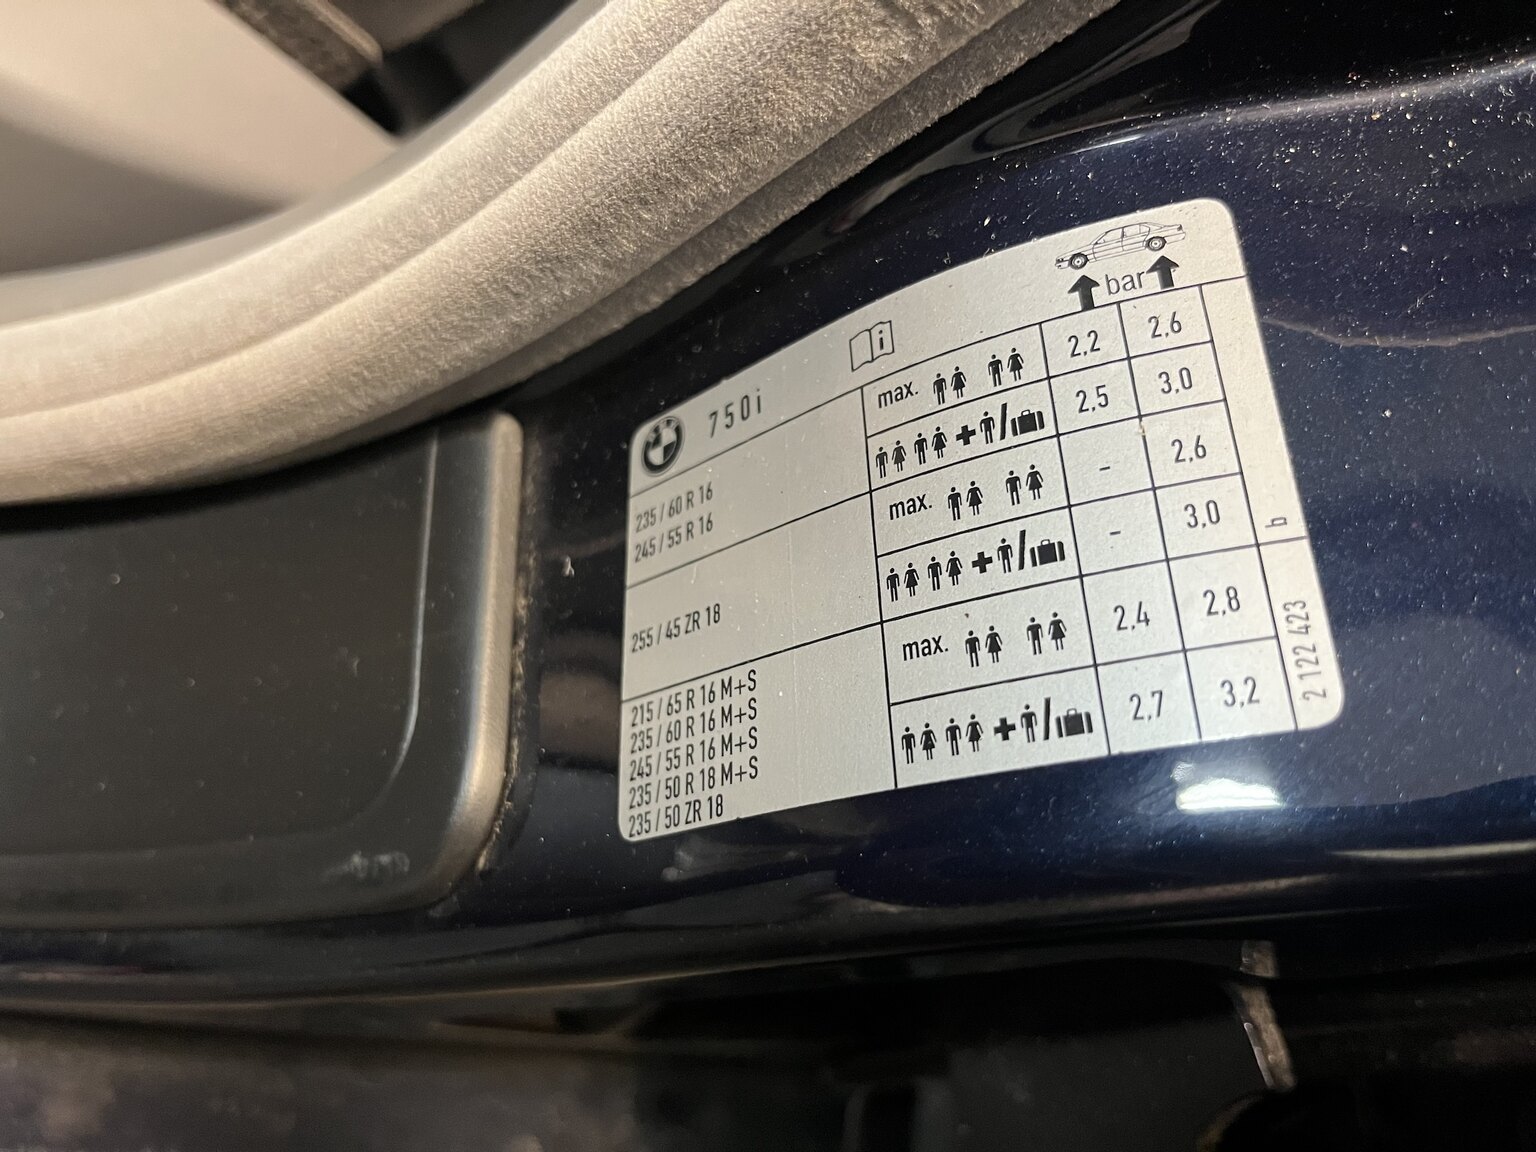 bar
750i
235 / 60 R 16
245 / 55 R 16
max. 2,2 2,6
2,5 3,0
255 / 45 ZR 18
max. - 2,6
- 3,0
215 / 65 R 16 M+S
235 / 60 R 16 M+S
245 / 55 R 16 M+S
235 / 50 R 18 M+S
235 / 50 ZR 18
max. 2,4 2,8
2,7 3,2
b
2 122 423